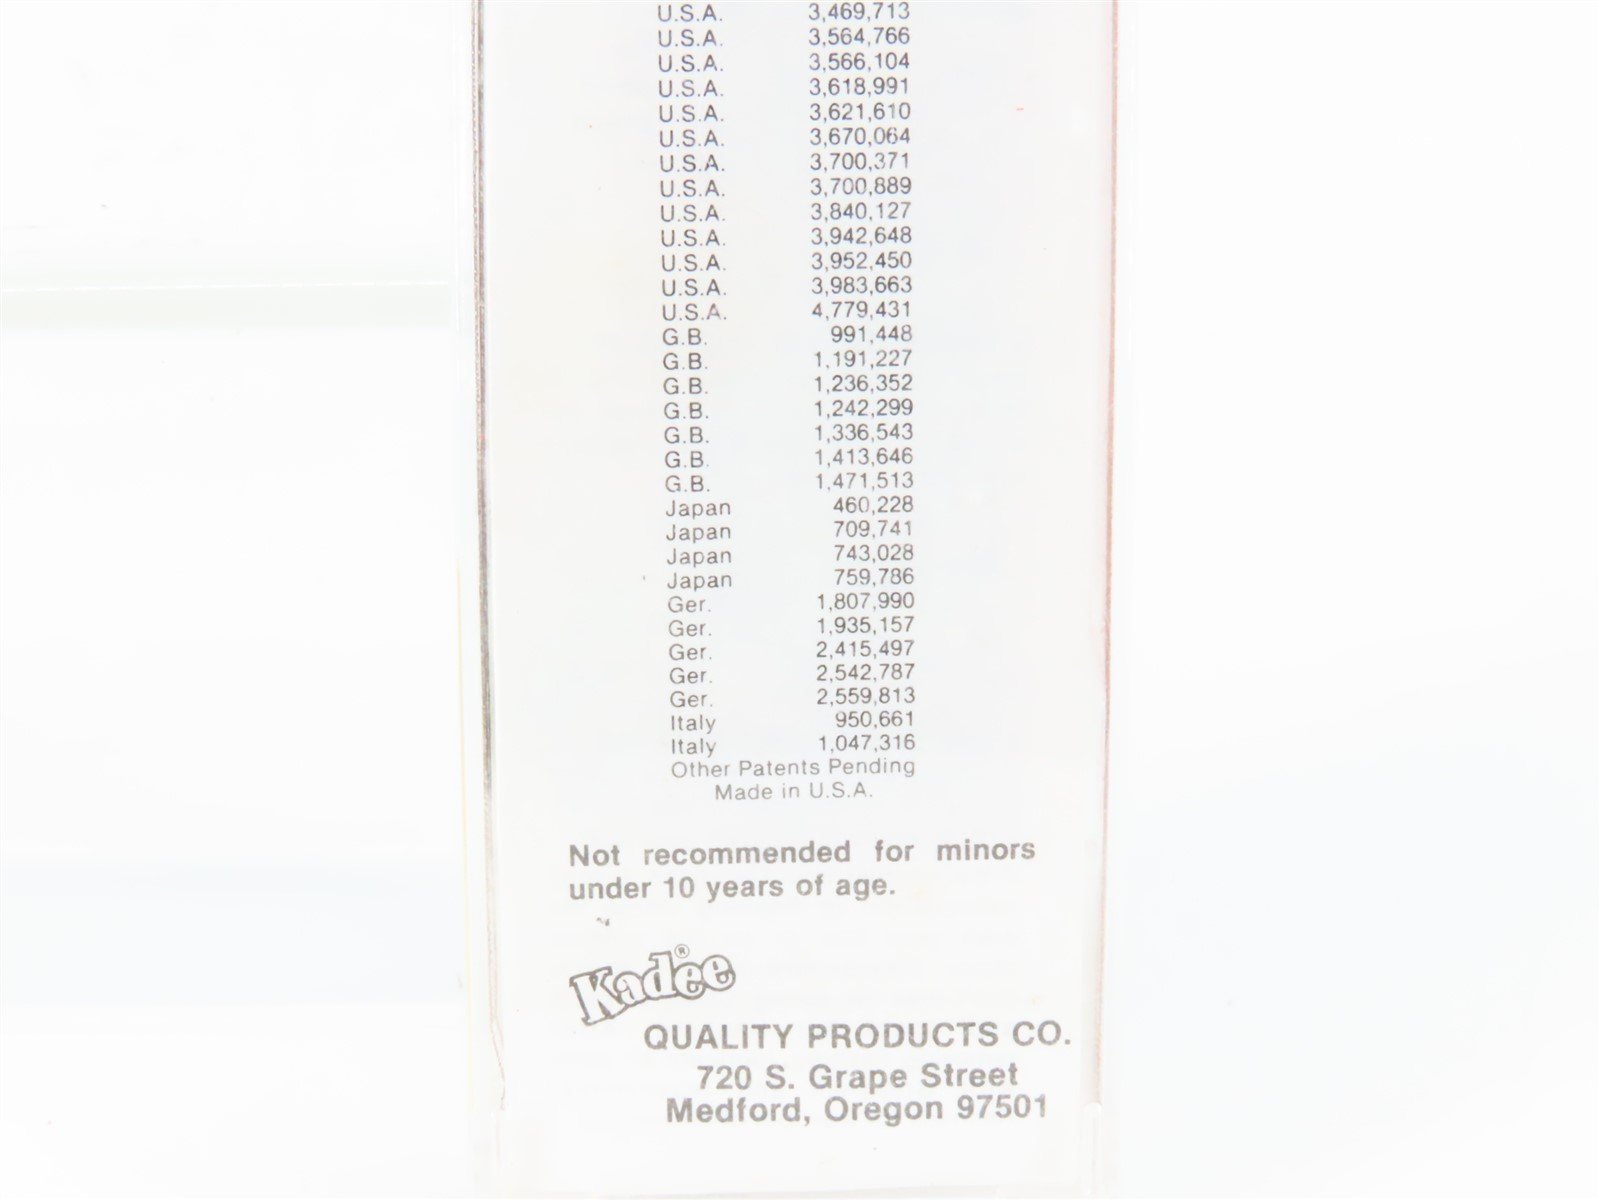 U.S.A. 3,469,713
U.S.A. 3,564,766
U.S.A. 3,566,104
U.S.A. 3,618,991
U.S.A. 3,621,610
U.S.A. 3,670,064
U.S.A. 3,700,371
U.S.A. 3,700,889
U.S.A. 3,840,127
U.S.A. 3,942,648
U.S.A. 3,952,450
U.S.A. 3,983,663
U.S.A. 4,779,431
G.B. 991,448
G.B. 1,191,227
G.B. 1,236,352
G.B. 1,242,299
G.B. 1,336,543
G.B. 1,413,646
G.B. 1,471,513
Japan 460,228
Japan 709,741
Japan 743,028
Japan 759,786
Ger. 1,807,990
Ger. 1,935,157
Ger. 2,415,497
Ger. 2,542,787
Ger. 2,559,813
Italy 950,661
Italy 1,047,316
Other Patents Pending
Made in U.S.A.
Not recommended for minors
under 10 years of age.
Kadee®
QUALITY PRODUCTS CO.
720 S. Grape Street
Medford, Oregon 97501